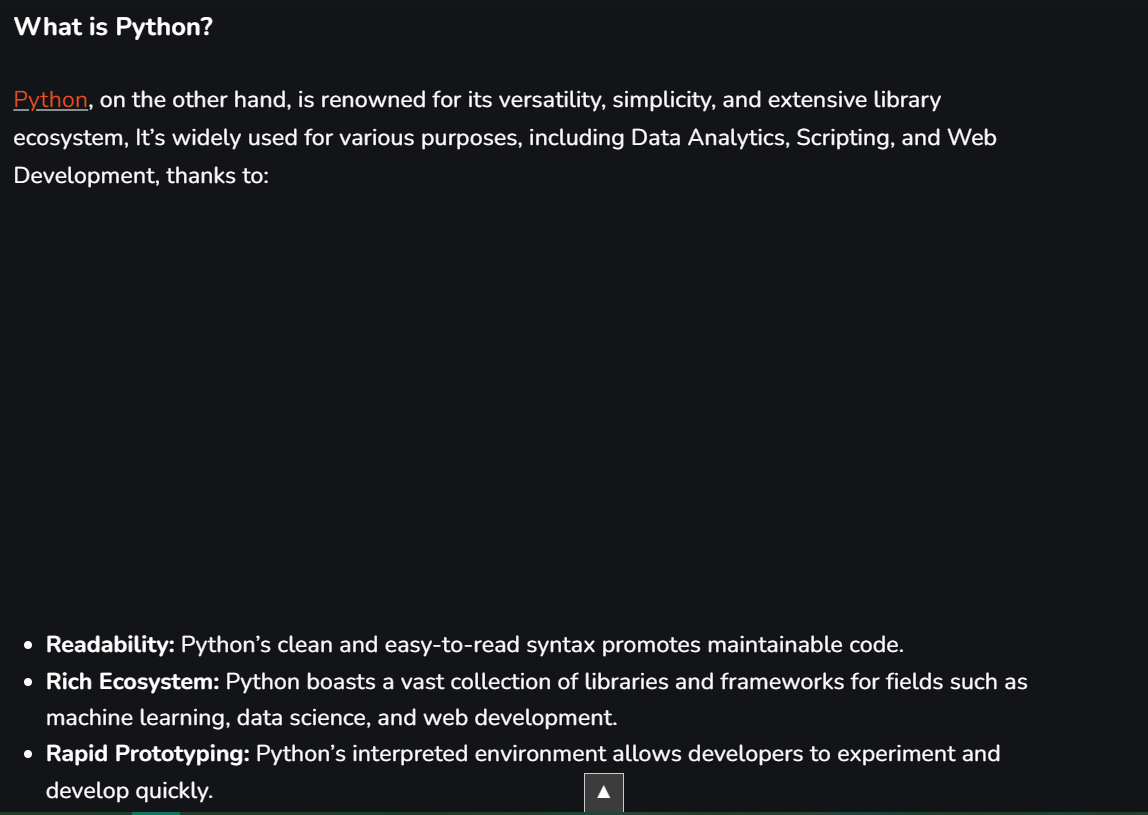 What is Python?
Python, on the other hand, is renowned for its versatility, simplicity, and extensive library
ecosystem, It’s widely used for various purposes, including Data Analytics, Scripting, and Web
Development, thanks to:
• Readability: Python’s clean and easy-to-read syntax promotes maintainable code.
• Rich Ecosystem: Python boasts a vast collection of libraries and frameworks for fields such as
machine learning, data science, and web development.
• Rapid Prototyping: Python’s interpreted environment allows developers to experiment and
develop quickly.